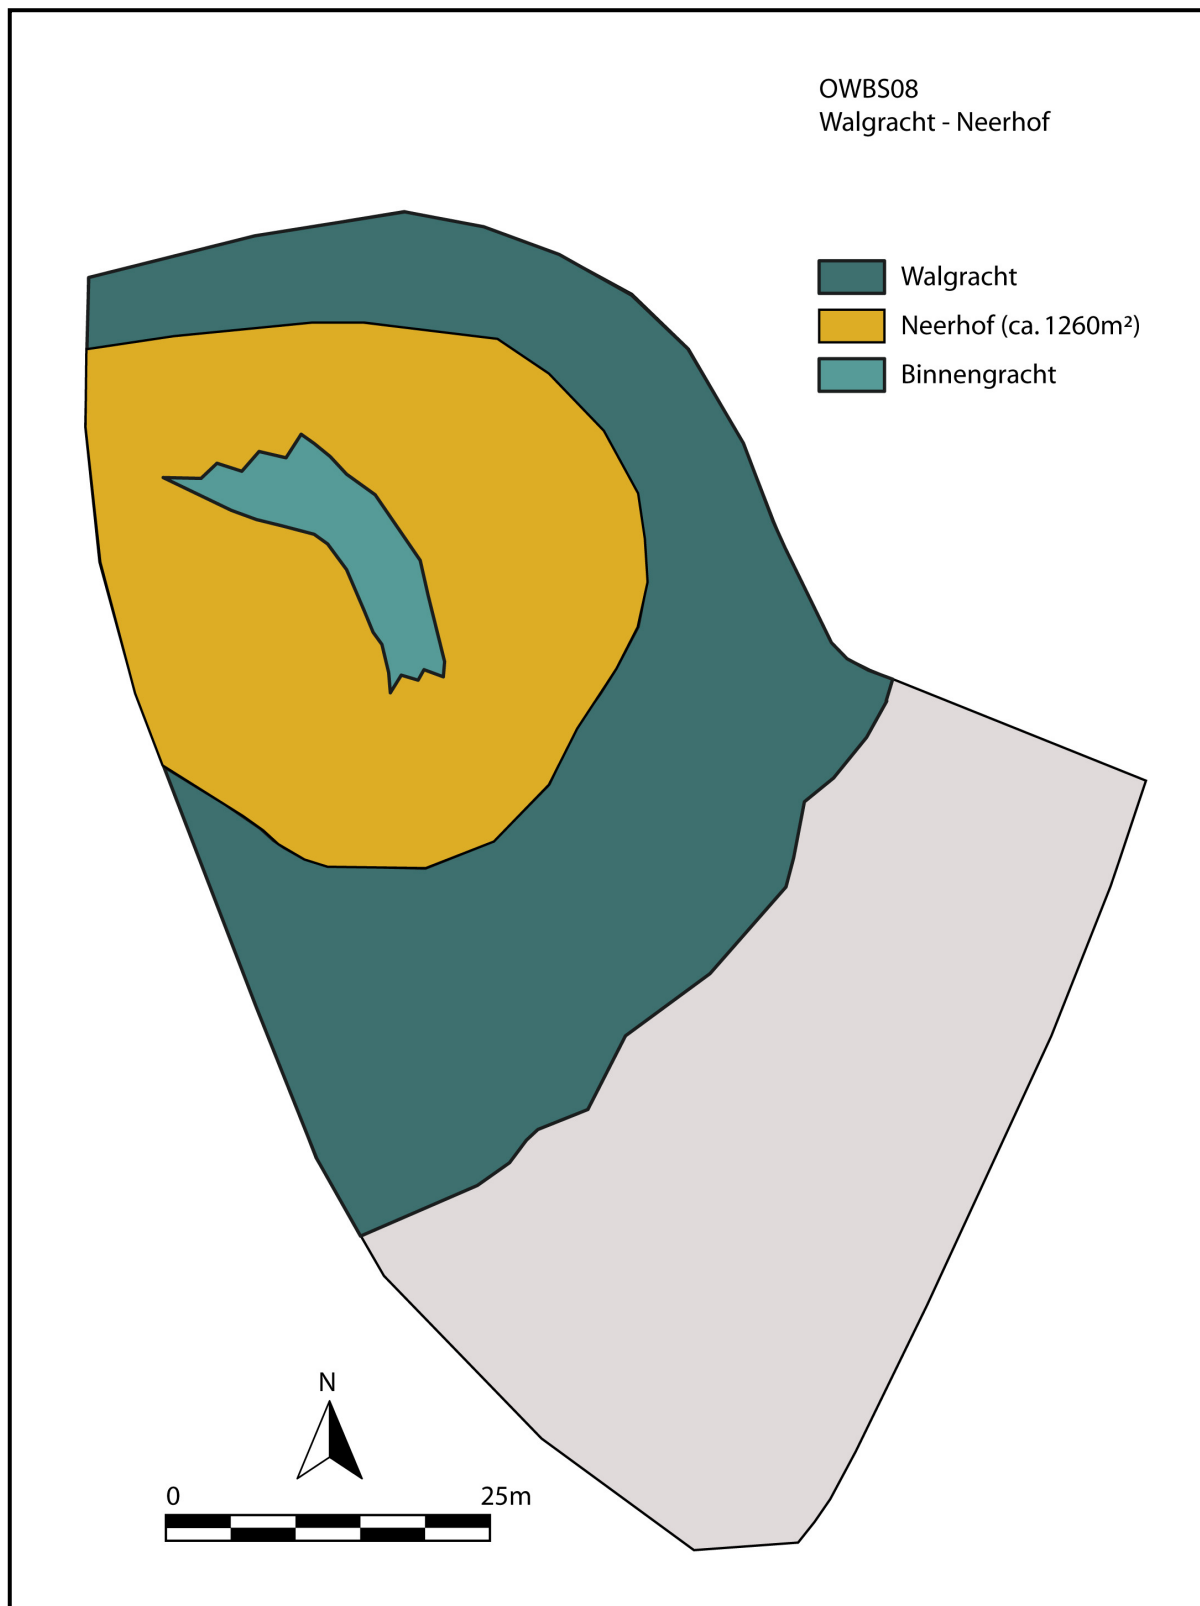 OWBS08
Walgracht - Neerhof
Walgracht
Neerhof (ca. 1260m²)
Binnengracht
N
0 25m